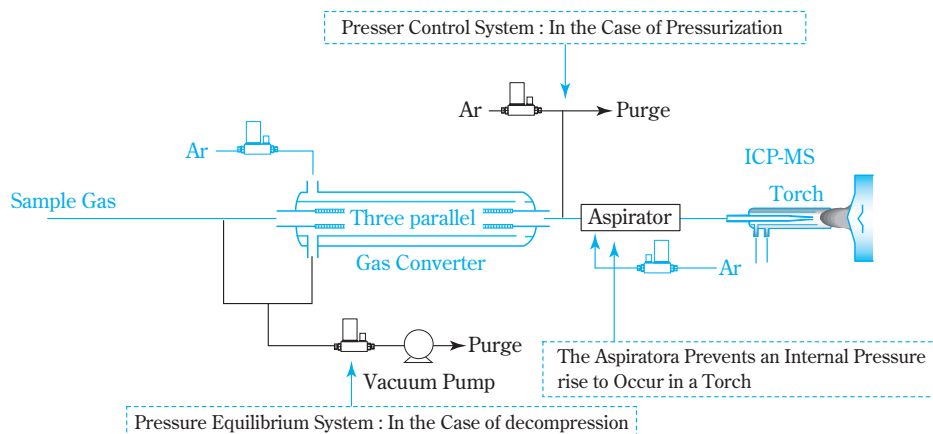 Presser Control System : In the Case of Pressurization
Ar
Purge
Ar
ICP-MS
Torch
Sample Gas
Three parallel
Aspirator
Gas Converter
Ar
Purge
Vacuum Pump
The Aspiratora Prevents an Internal Pressure
rise to Occur in a Torch
Pressure Equilibrium System : In the Case of decompression